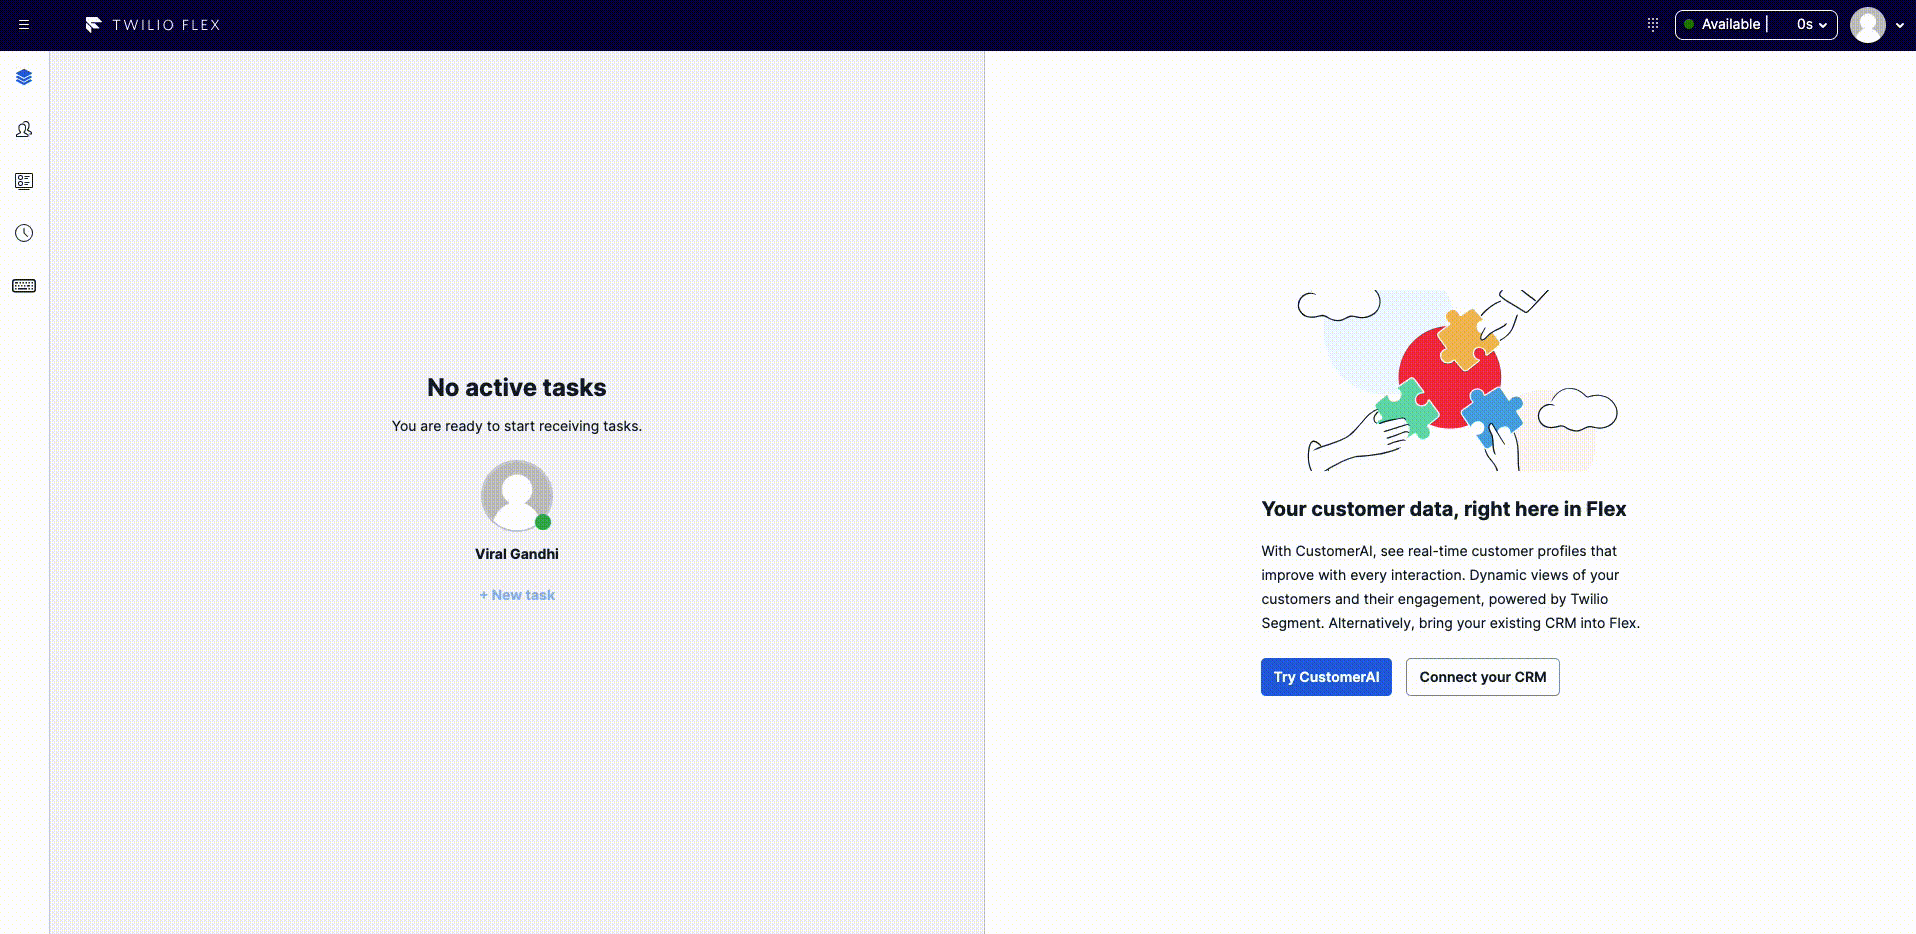 TWILIO FLEX
Available | 0s
No active tasks
You are ready to start receiving tasks.
Viral Gandhi
+ New task
Your customer data, right here in Flex
With CustomerAI, see real-time customer profiles that
improve with every interaction. Dynamic views of your
customers and their engagement, powered by Twilio
Segment. Alternatively, bring your existing CRM into Flex.
Try CustomerAI
Connect your CRM